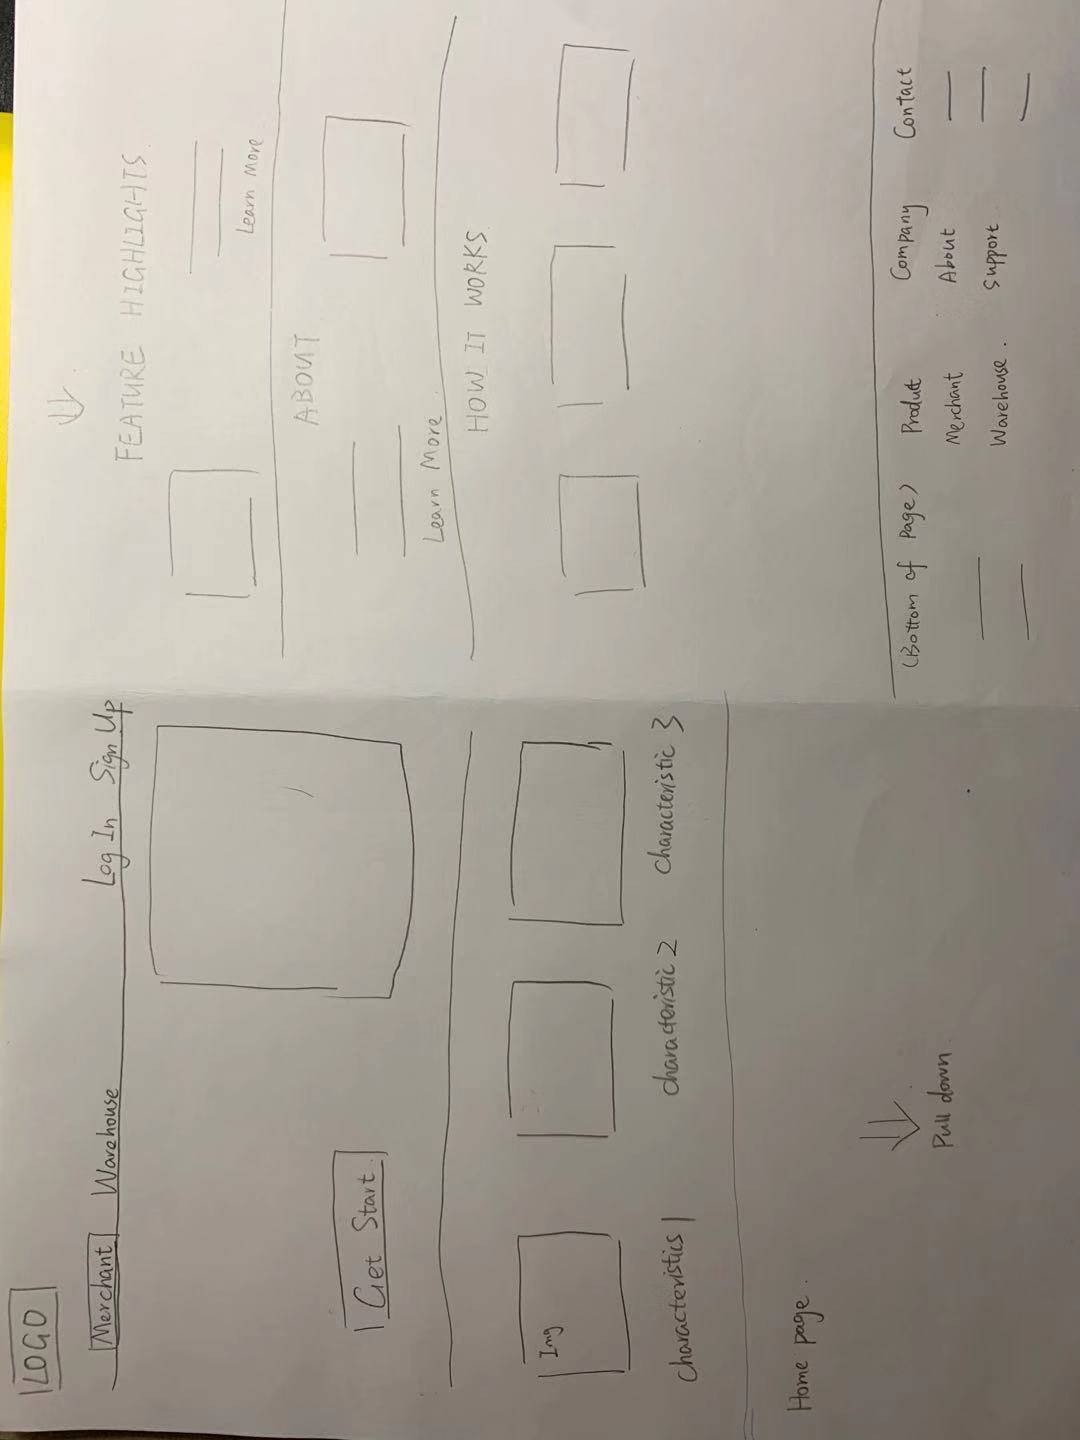 LOGO
Merchant Warehouse Log In Sign Up
Get Start
Img
characteristics 1 characteristic 2 characteristic 3
Home page.
Pull down.
FEATURE HIGHLIGHTS
Learn More
ABOUT
Learn More
HOW IT WORKS
(Bottom of Page) Product Company Contact
Merchant About
Warehouse. Support